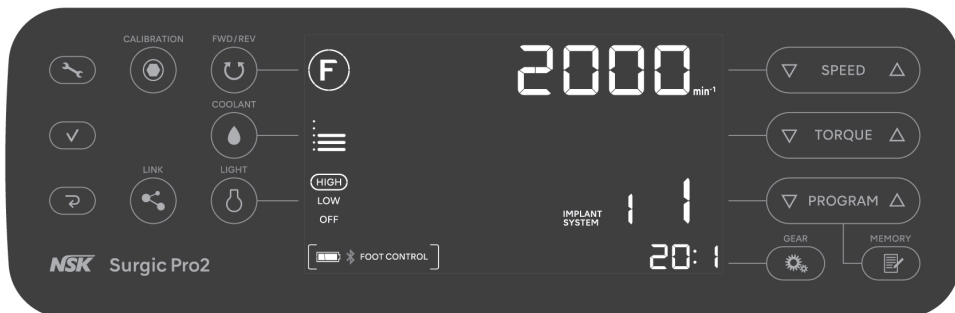 CALIBRATION
FWD/REV
F
2000 min-1
SPEED
COOLANT
TORQUE
LINK
LIGHT
HIGH
LOW
OFF
IMPLANT
SYSTEM
1 1
PROGRAM
GEAR
MEMORY
FOOT CONTROL
20:1
NSK Surgic Pro2